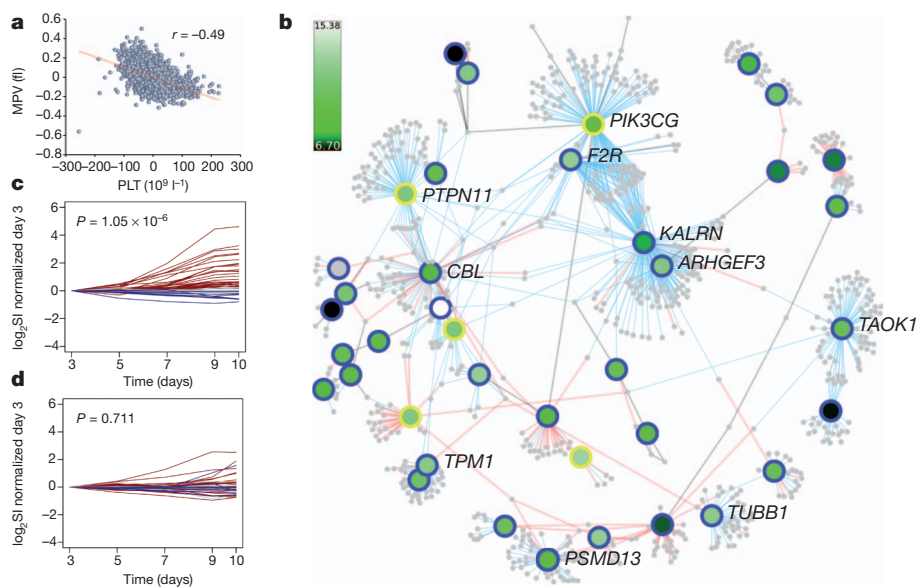 a
0.6
0.4
0.2
0
−0.2
−0.4
−0.6
−0.8
MPV (fl)
r = −0.49
−300
−200
−100
0
100
200
300
PLT (10⁹ l⁻¹)
b
15.38
6.70
PIK3CG
F2R
PTPN11
KALRN
ARHGEF3
CBL
TAOK1
TPM1
TUBB1
PSMD13
c
6
4
2
0
−2
−4
log₂SI normalized day 3
P = 1.05 × 10⁻⁶
3
5
7
9
10
Time (days)
d
6
4
2
0
−2
−4
log₂SI normalized day 3
P = 0.711
3
5
7
9
10
Time (days)